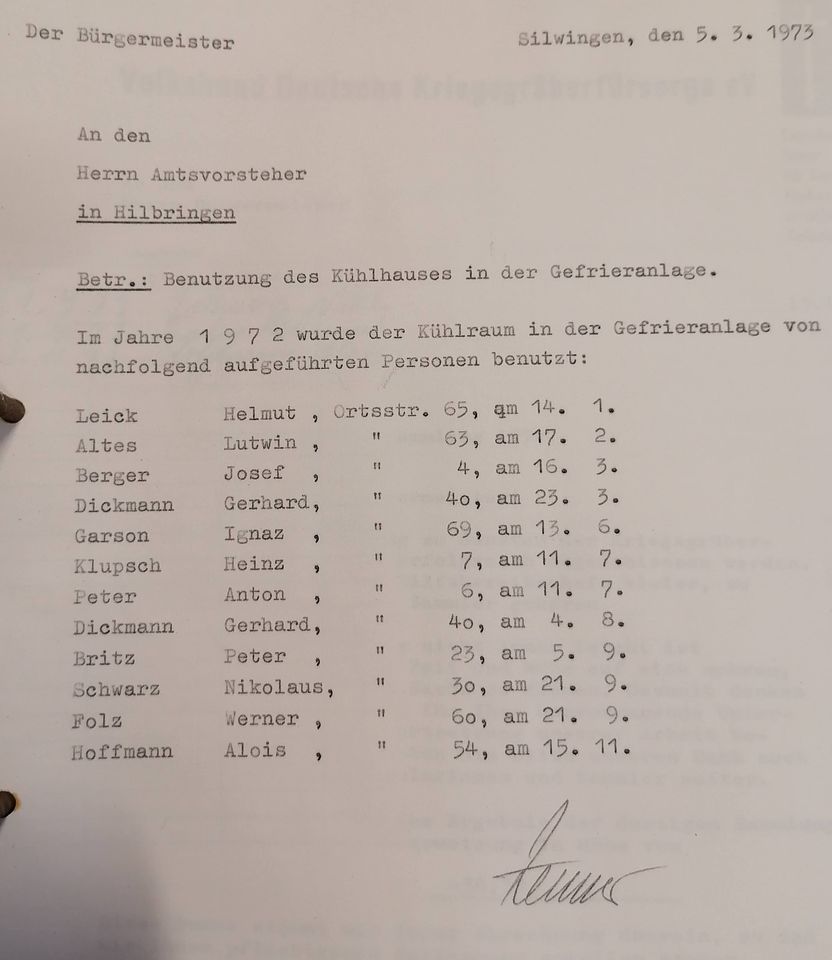 Der Bürgermeister
Silwingen, den 5. 3. 1973
Volksbund Deutsche Kriegsgräberfürsorge eV
An den
Herrn Amtsvorsteher
in Hilbringen
Betr.: Benutzung des Kühlhauses in der Gefrieranlage.
Im Jahre 1 9 7 2 wurde der Kühlraum in der Gefrieranlage von
nachfolgend aufgeführten Personen benutzt:
Leick Helmut , Ortsstr. 65, am 14. 1.
Altes Lutwin , " 63, am 17. 2.
Berger Josef , " 4, am 16. 3.
Dickmann Gerhard, " 4o, am 23. 3.
Garson Ignaz , " 69, am 13. 6.
Klupsch Heinz , " 7, am 11. 7.
Peter Anton , " 6, am 11. 7.
Dickmann Gerhard, " 4o, am 4. 8.
Britz Peter , " 23, am 5. 9.
Schwarz Nikolaus, " 3o, am 21. 9.
Folz Werner , " 6o, am 21. 9.
Hoffmann Alois , " 54, am 15. 11.